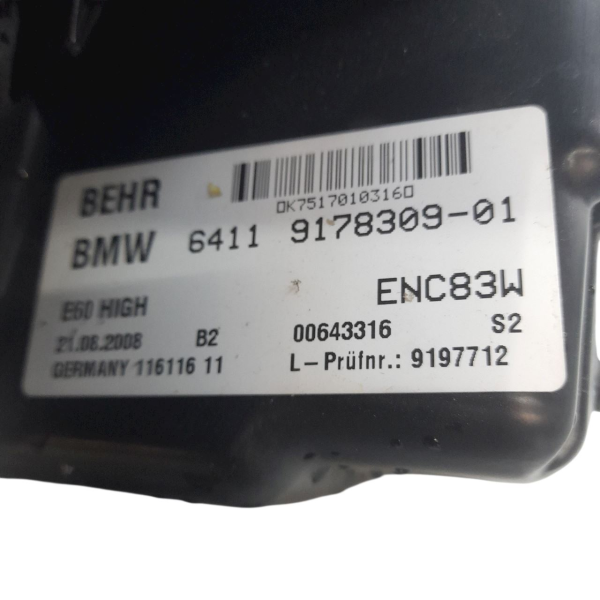 BEHR
▯K7517010316▯
BMW 6411 9178309-01
ENC83W
E60 HIGH
21.08.2008 B2 00643316 S2
GERMANY 116116 11 L-Prüfnr.: 9197712